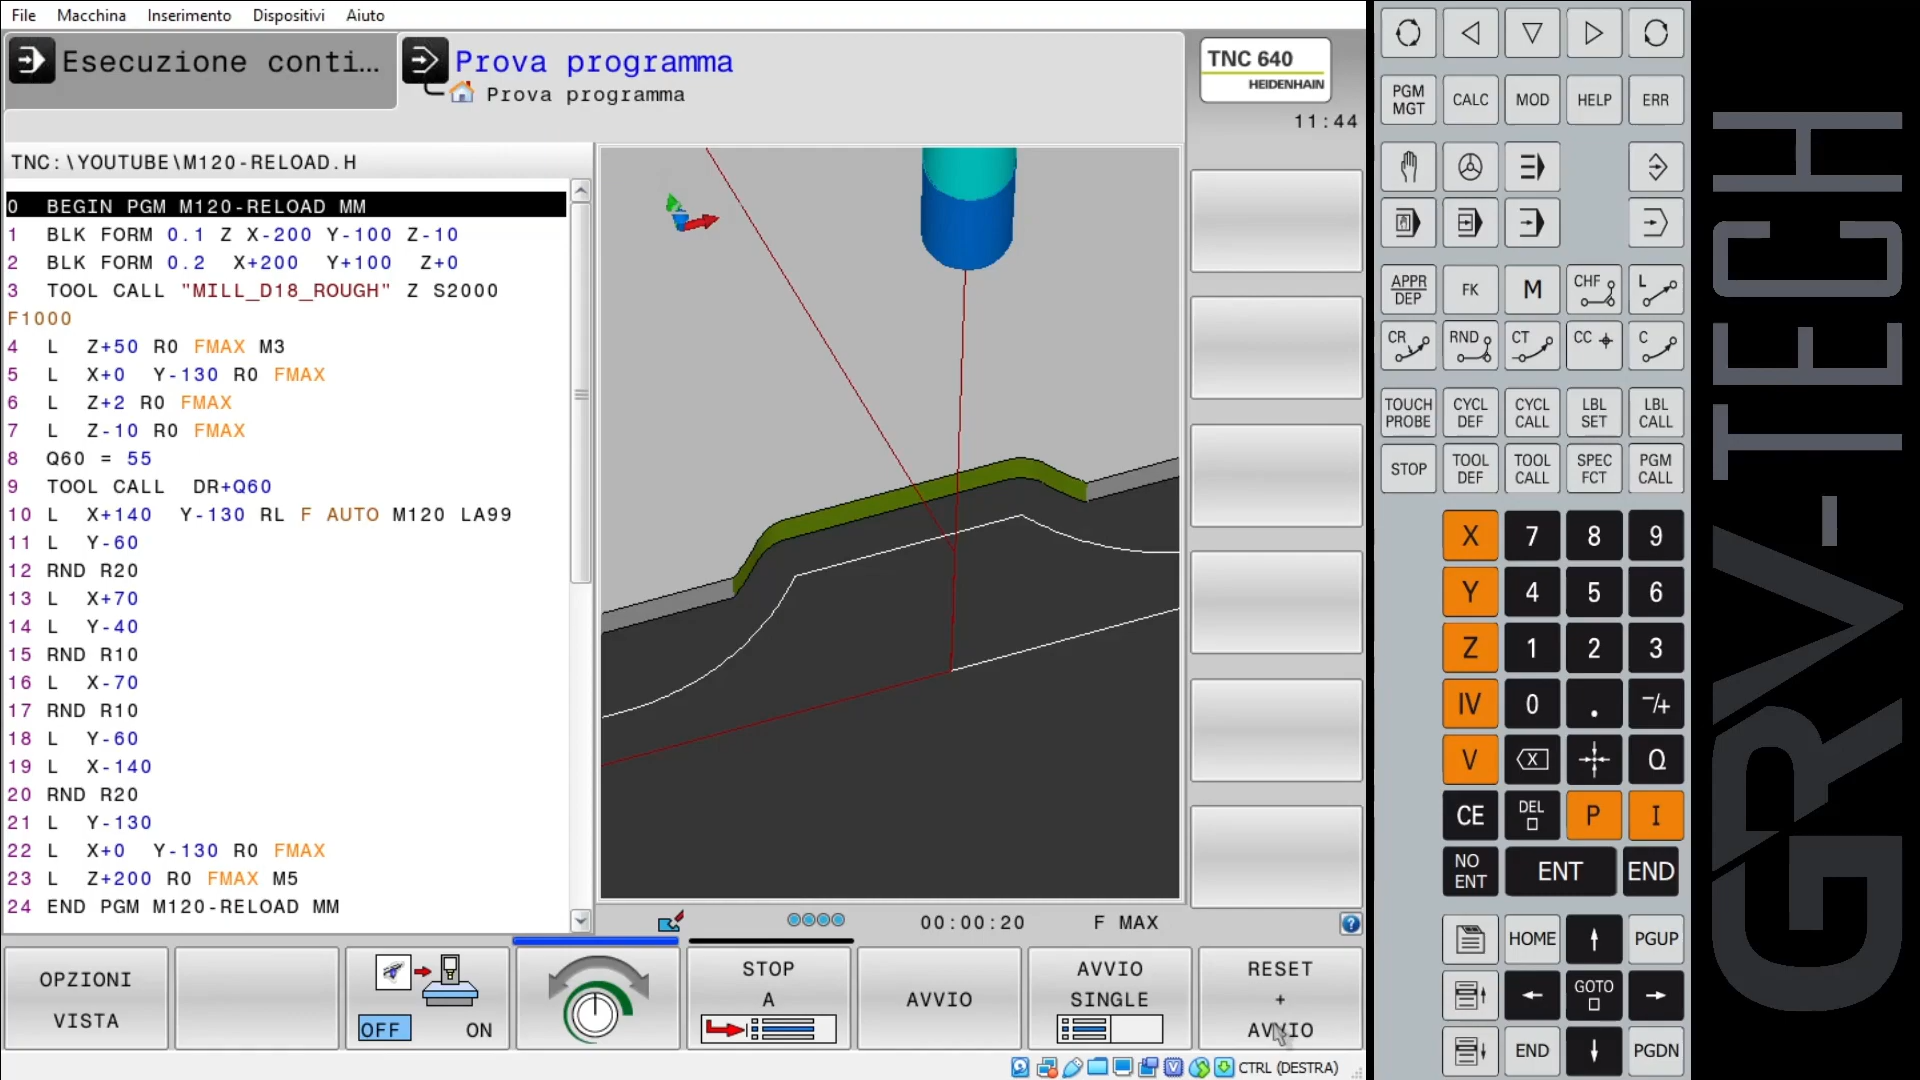 File Macchina Inserimento Dispositivi Aiuto
Esecuzione conti...
Prova programma
Prova programma
TNC 640
HEIDENHAIN
11:44
TNC:\YOUTUBE\M120-RELOAD.H
0 BEGIN PGM M120-RELOAD MM
1 BLK FORM 0.1 Z X-200 Y-100 Z-10
2 BLK FORM 0.2 X+200 Y+100 Z+0
3 TOOL CALL "MILL_D18_ROUGH" Z S2000
F1000
4 L Z+50 R0 FMAX M3
5 L X+0 Y-130 R0 FMAX
6 L Z+2 R0 FMAX
7 L Z-10 R0 FMAX
8 Q60 = 55
9 TOOL CALL DR+Q60
10 L X+140 Y-130 RL F AUTO M120 LA99
11 L Y-60
12 RND R20
13 L X+70
14 L Y-40
15 RND R10
16 L X-70
17 RND R10
18 L Y-60
19 L X-140
20 RND R20
21 L Y-130
22 L X+0 Y-130 R0 FMAX
23 L Z+200 R0 FMAX M5
24 END PGM M120-RELOAD MM
00:00:20 F MAX
OPZIONI
VISTA
OFF ON
STOP
A
AVVIO
AVVIO
SINGLE
RESET
+
AVVIO
CTRL (DESTRA)
PGM
MGT
CALC
MOD
HELP
ERR
APPR
DEP
FK
M
CHF
L
CR
RND
CT
CC
C
TOUCH
PROBE
CYCL
DEF
CYCL
CALL
LBL
SET
LBL
CALL
STOP
TOOL
DEF
TOOL
CALL
SPEC
FCT
PGM
CALL
X 7 8 9
Y 4 5 6
Z 1 2 3
IV 0 . −/+
V X Q
CE
DEL
P I
NO
ENT
ENT
END
HOME
PGUP
GOTO
END
PGDN
GRV-TECH